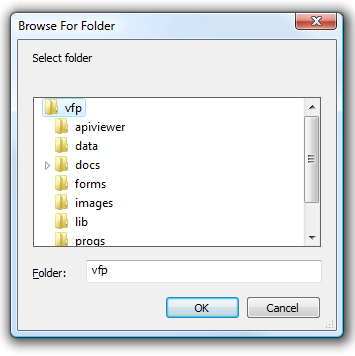 Browse For Folder
Select folder
vfp
apiviewer
data
docs
forms
images
lib
progs
Folder: vfp
OK Cancel